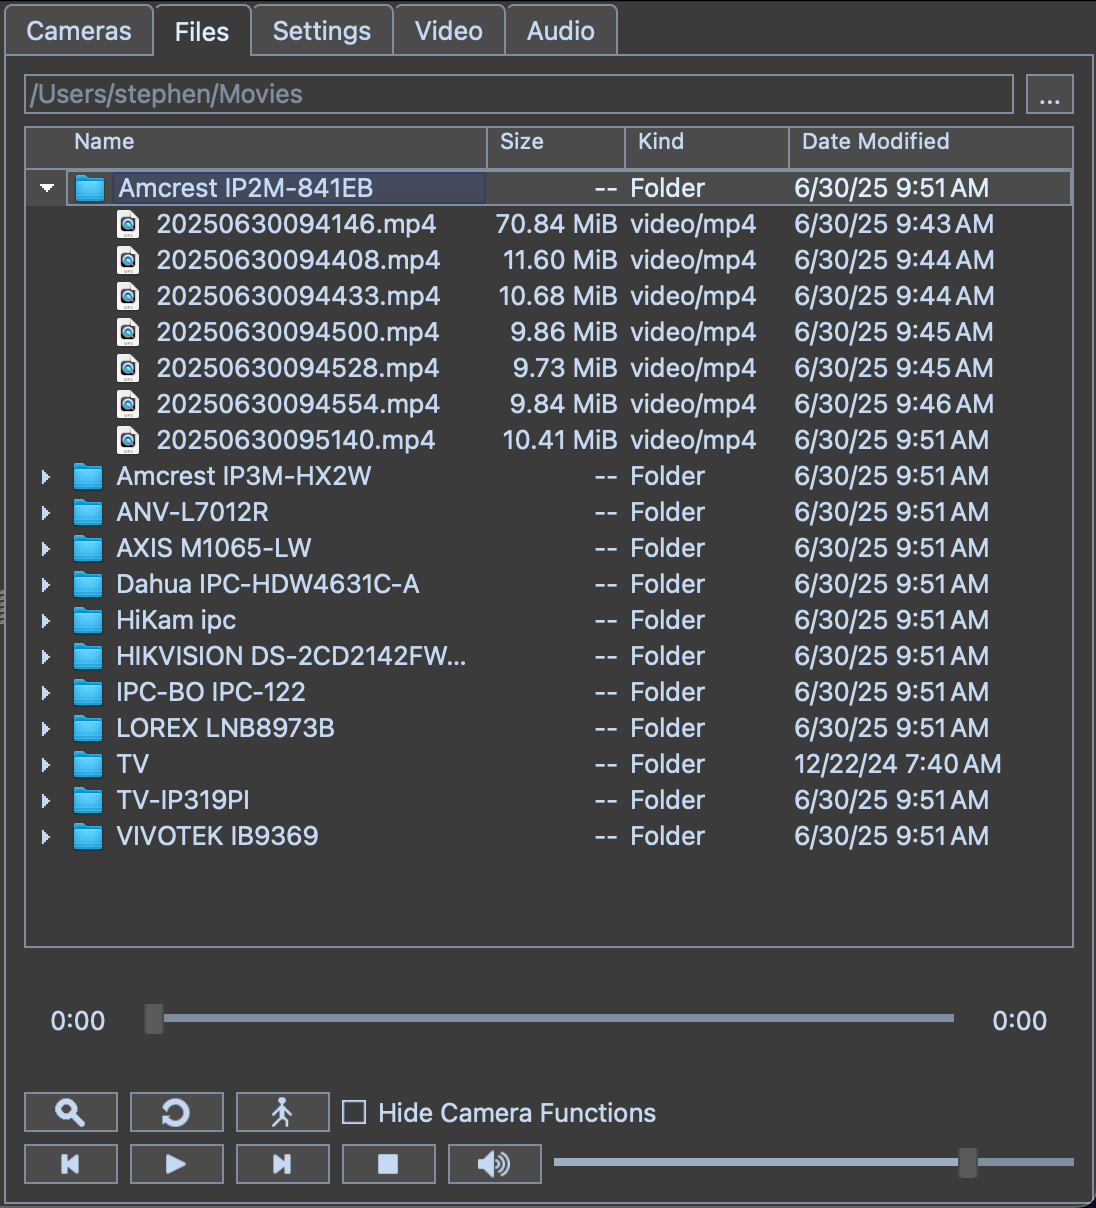 Cameras Files Settings Video Audio
/Users/stephen/Movies ...
Name Size Kind Date Modified
Amcrest IP2M-841EB -- Folder 6/30/25 9:51 AM
20250630094146.mp4 70.84 MiB video/mp4 6/30/25 9:43 AM
20250630094408.mp4 11.60 MiB video/mp4 6/30/25 9:44 AM
20250630094433.mp4 10.68 MiB video/mp4 6/30/25 9:44 AM
20250630094500.mp4 9.86 MiB video/mp4 6/30/25 9:45 AM
20250630094528.mp4 9.73 MiB video/mp4 6/30/25 9:45 AM
20250630094554.mp4 9.84 MiB video/mp4 6/30/25 9:46 AM
20250630095140.mp4 10.41 MiB video/mp4 6/30/25 9:51 AM
Amcrest IP3M-HX2W -- Folder 6/30/25 9:51 AM
ANV-L7012R -- Folder 6/30/25 9:51 AM
AXIS M1065-LW -- Folder 6/30/25 9:51 AM
Dahua IPC-HDW4631C-A -- Folder 6/30/25 9:51 AM
HiKam ipc -- Folder 6/30/25 9:51 AM
HIKVISION DS-2CD2142FW... -- Folder 6/30/25 9:51 AM
IPC-BO IPC-122 -- Folder 6/30/25 9:51 AM
LOREX LNB8973B -- Folder 6/30/25 9:51 AM
TV -- Folder 12/22/24 7:40 AM
TV-IP319PI -- Folder 6/30/25 9:51 AM
VIVOTEK IB9369 -- Folder 6/30/25 9:51 AM
0:00 0:00
Hide Camera Functions